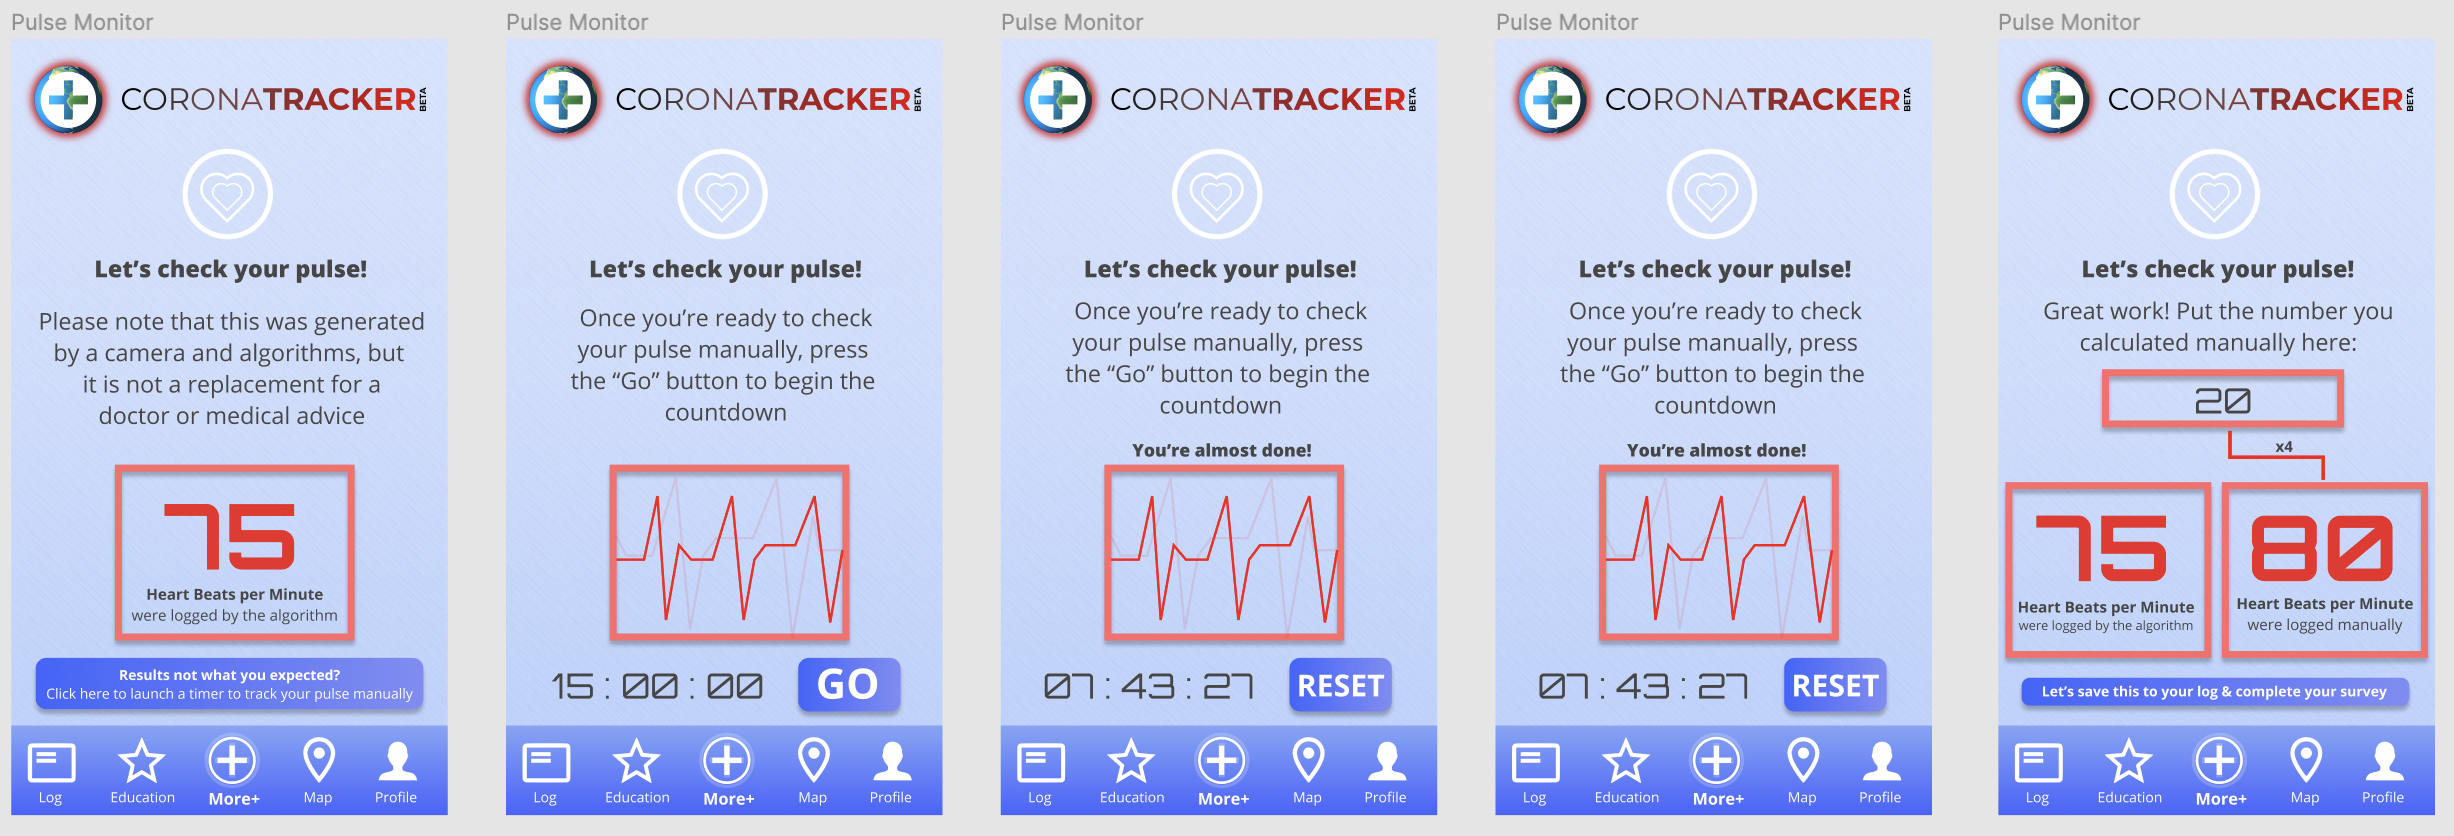 Pulse Monitor
CORONATRACKER BETA
Let's check your pulse!
Please note that this was generated
by a camera and algorithms, but
it is not a replacement for a
doctor or medical advice
75
Heart Beats per Minute
were logged by the algorithm
Results not what you expected?
Click here to launch a timer to track your pulse manually
Log Education More+ Map Profile
Pulse Monitor
CORONATRACKER BETA
Let's check your pulse!
Once you're ready to check
your pulse manually, press
the “Go” button to begin the
countdown
15:00:00 GO
Log Education More+ Map Profile
Pulse Monitor
CORONATRACKER BETA
Let's check your pulse!
Once you're ready to check
your pulse manually, press
the “Go” button to begin the
countdown
You're almost done!
07:43:27 RESET
Log Education More+ Map Profile
Pulse Monitor
CORONATRACKER BETA
Let's check your pulse!
Once you're ready to check
your pulse manually, press
the “Go” button to begin the
countdown
You're almost done!
07:43:27 RESET
Log Education More+ Map Profile
Pulse Monitor
CORONATRACKER BETA
Let's check your pulse!
Great work! Put the number you
calculated manually here:
20
x4
75
Heart Beats per Minute
were logged by the algorithm
80
Heart Beats per Minute
were logged manually
Let's save this to your log & complete your survey
Log Education More+ Map Profile